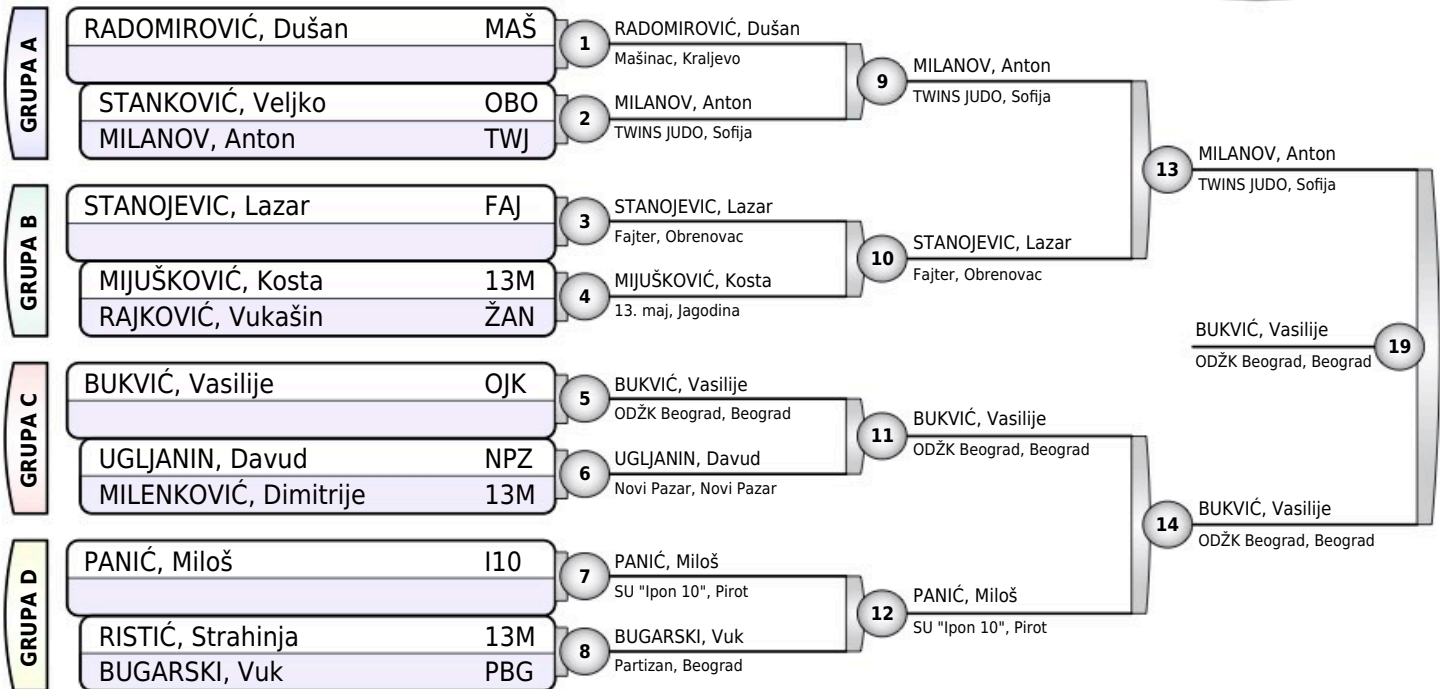 GRUPA A
RADOMIROVIĆ, Dušan MAŠ
STANKOVIĆ, Veljko OBO
MILANOV, Anton TWJ
GRUPA B
STANOJEVIC, Lazar FAJ
MIJUŠKOVIĆ, Kosta 13M
RAJKOVIĆ, Vukašin ŽAN
GRUPA C
BUKVIĆ, Vasilije OJK
UGLJANIN, Davud NPZ
MILENKOVIĆ, Dimitrije 13M
GRUPA D
PANIĆ, Miloš I10
RISTIĆ, Strahinja 13M
BUGARSKI, Vuk PBG
1
RADOMIROVIĆ, Dušan
Mašinac, Kraljevo
2
MILANOV, Anton
TWINS JUDO, Sofija
3
STANOJEVIC, Lazar
Fajter, Obrenovac
4
MIJUŠKOVIĆ, Kosta
13. maj, Jagodina
5
BUKVIĆ, Vasilije
ODŽK Beograd, Beograd
6
UGLJANIN, Davud
Novi Pazar, Novi Pazar
7
PANIĆ, Miloš
SU "Ipon 10", Pirot
8
BUGARSKI, Vuk
Partizan, Beograd
9
MILANOV, Anton
TWINS JUDO, Sofija
10
STANOJEVIC, Lazar
Fajter, Obrenovac
11
BUKVIĆ, Vasilije
ODŽK Beograd, Beograd
12
PANIĆ, Miloš
SU "Ipon 10", Pirot
13
MILANOV, Anton
TWINS JUDO, Sofija
14
BUKVIĆ, Vasilije
ODŽK Beograd, Beograd
BUKVIĆ, Vasilije
ODŽK Beograd, Beograd
19